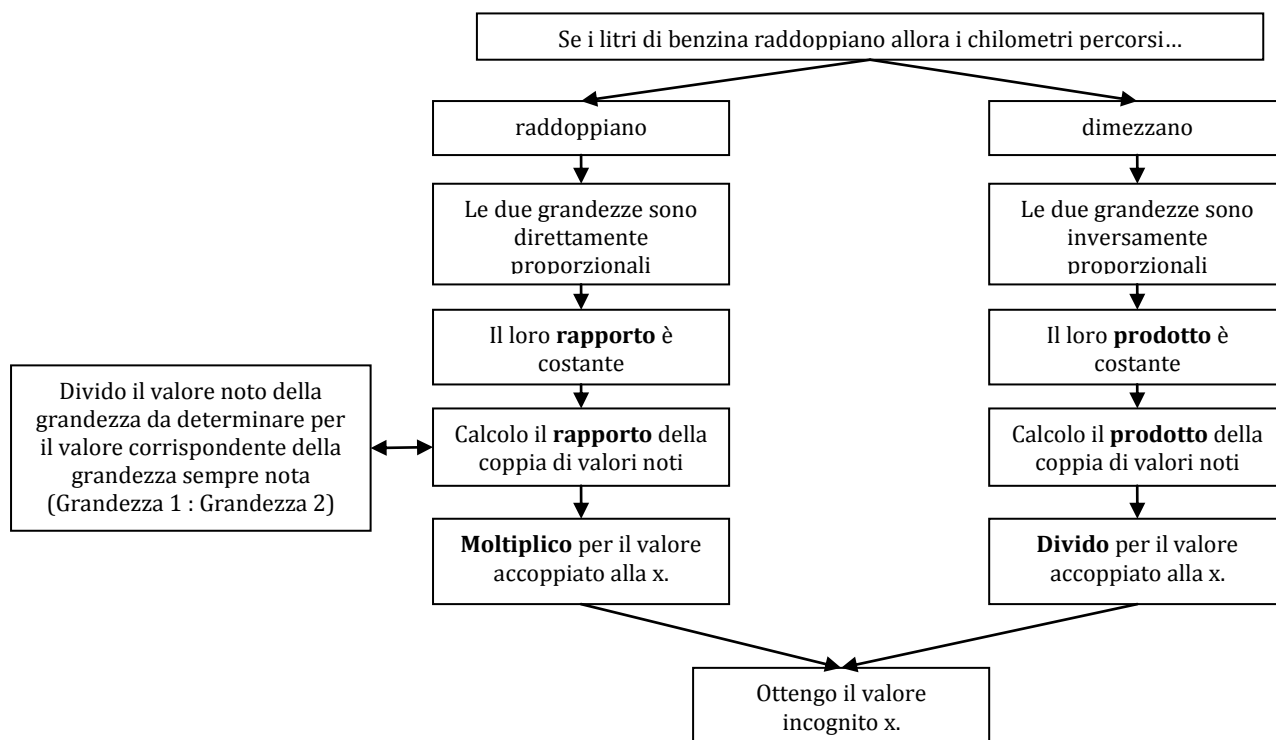 Se i litri di benzina raddoppiano allora i chilometri percorsi…
raddoppiano
dimezzano
Le due grandezze sono
direttamente
proporzionali
Le due grandezze sono
inversamente
proporzionali
Il loro rapporto è
costante
Il loro prodotto è
costante
Divido il valore noto della
grandezza da determinare per
il valore corrispondente della
grandezza sempre nota
(Grandezza 1 : Grandezza 2)
Calcolo il rapporto della
coppia di valori noti
Calcolo il prodotto della
coppia di valori noti
Moltiplico per il valore
accoppiato alla x.
Divido per il valore
accoppiato alla x.
Ottengo il valore
incognito x.